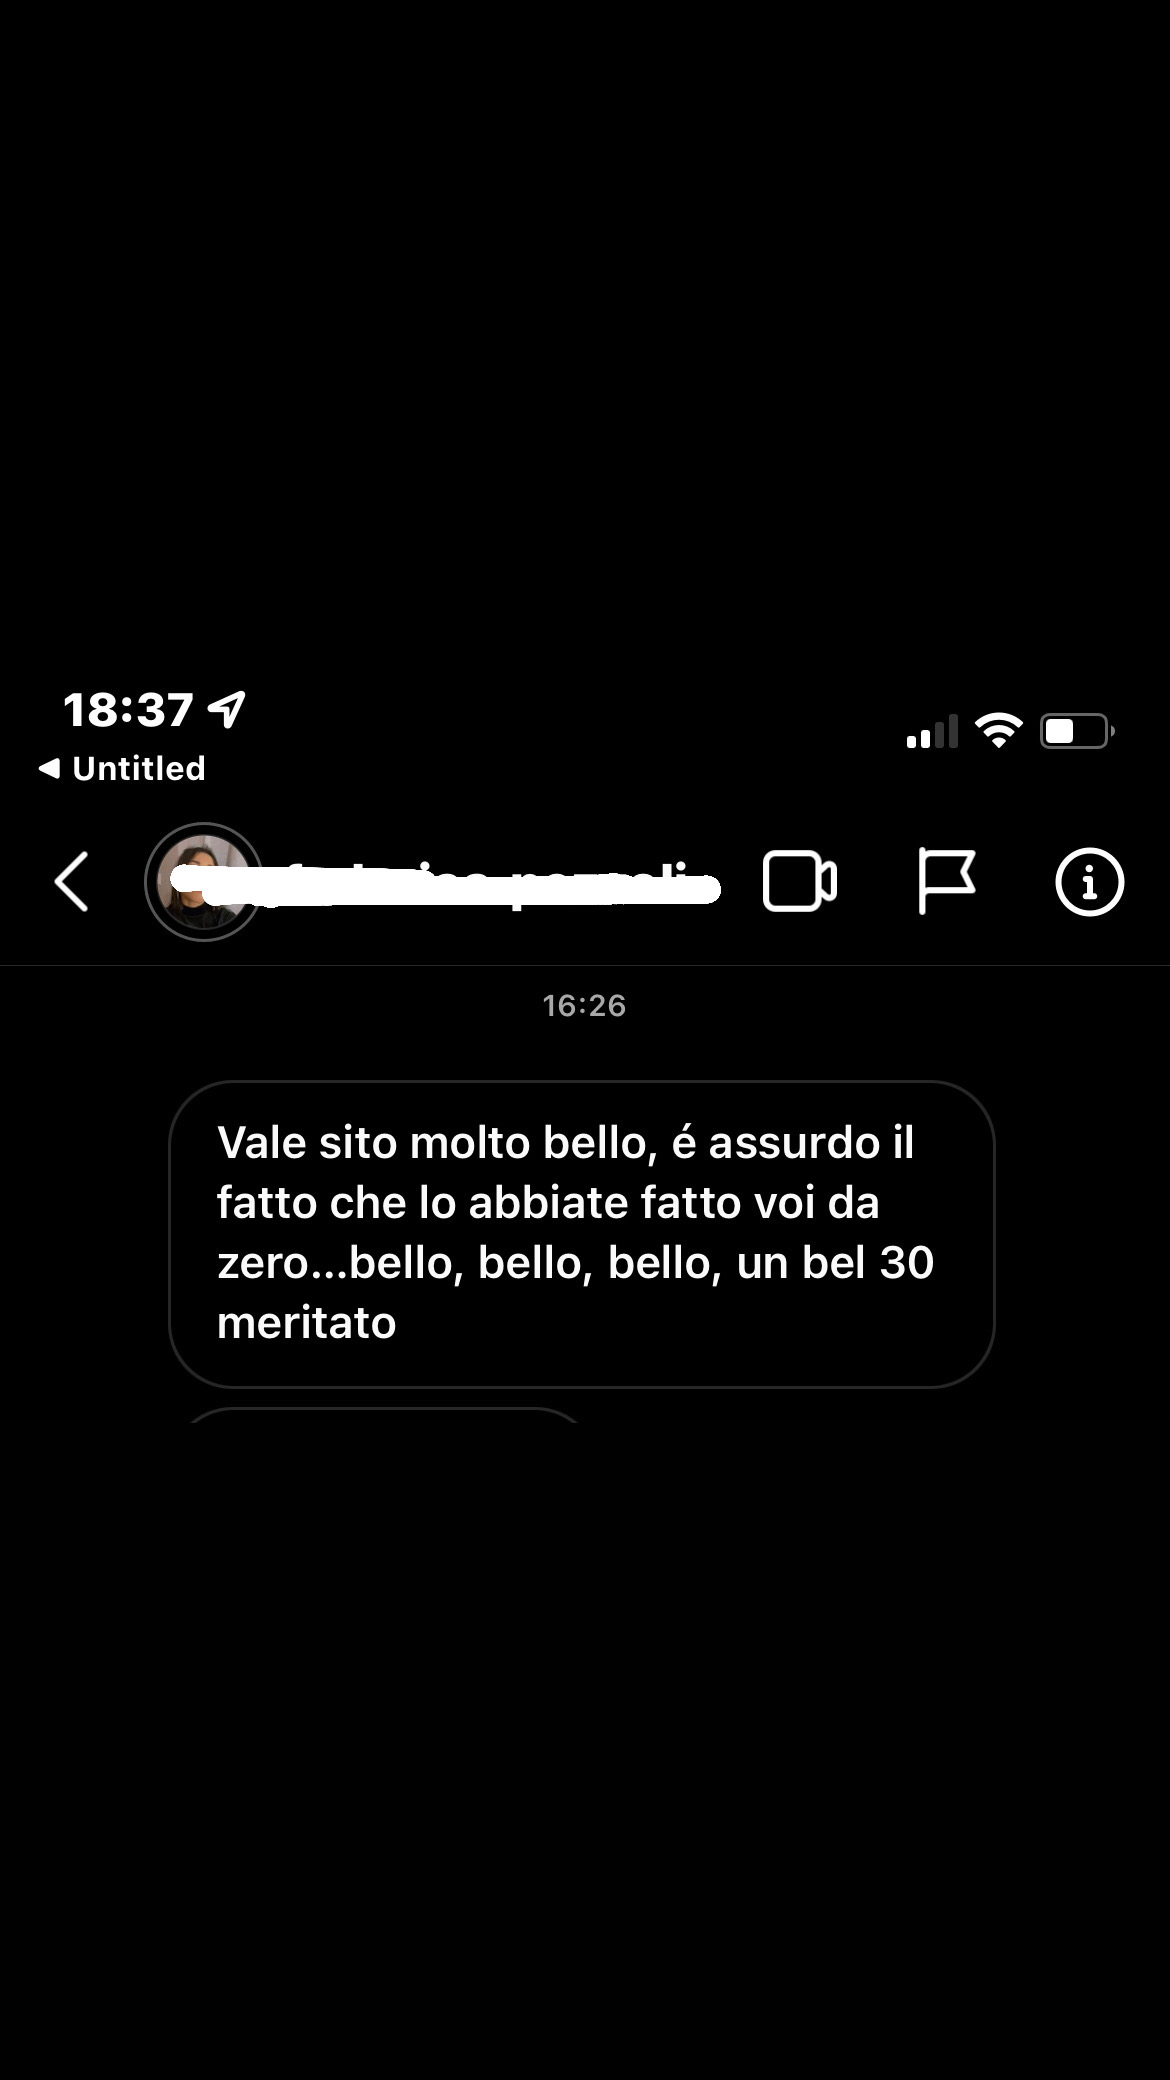 18:37
Untitled
16:26
Vale sito molto bello, é assurdo il
fatto che lo abbiate fatto voi da
zero...bello, bello, bello, un bel 30
meritato